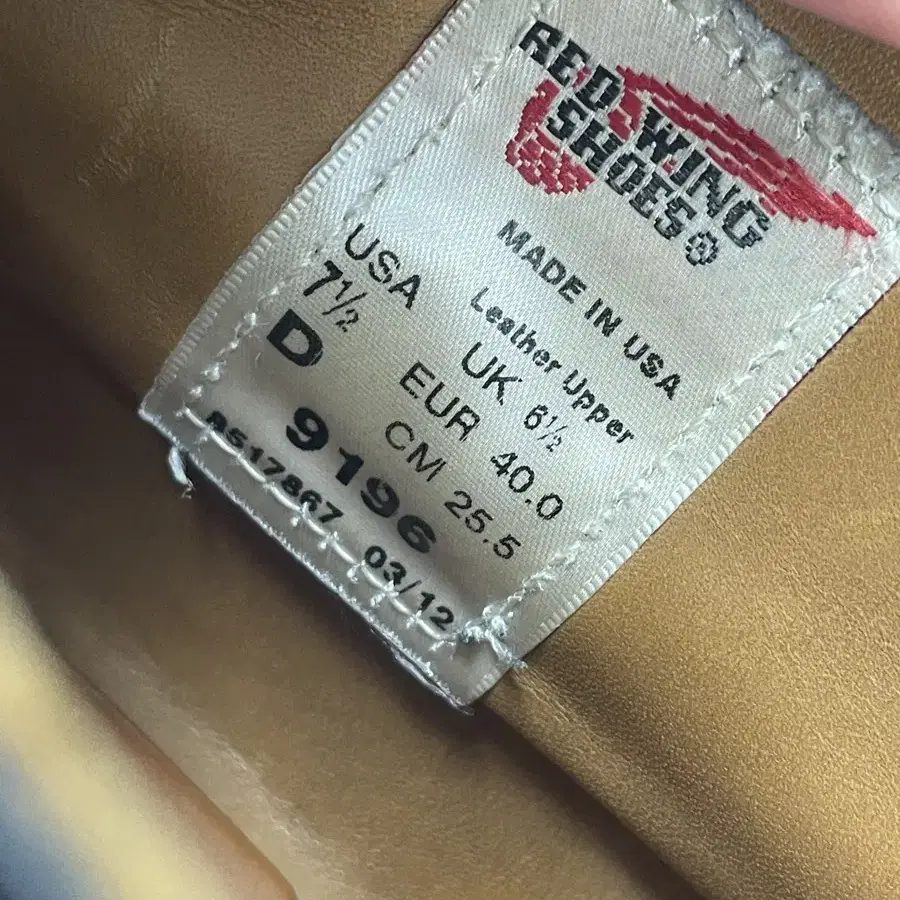 RED WING
SHOES®
MADE IN USA
Leather Upper
USA
7½
D
UK 6½
EUR 40.0
CM 25.5
9196
R517867 03/12